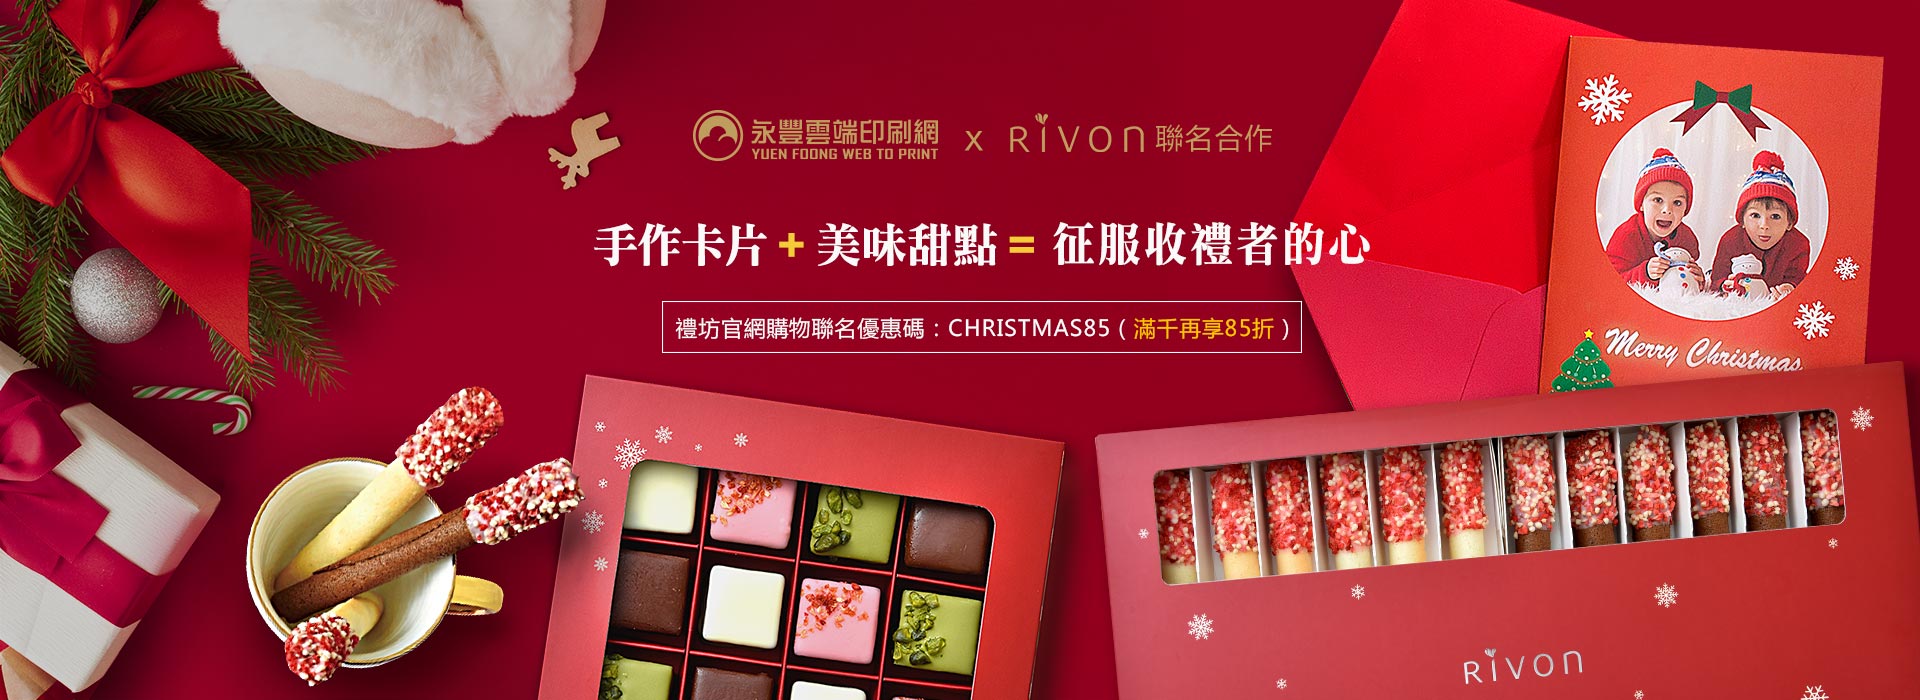 永豐雲端印刷網 x RiVON 聯名合作
YUEN FOONG WEB TO PRINT
手作卡片 + 美味甜點 = 征服收禮者的心
禮坊官網購物聯名優惠碼：CHRISTMAS85（滿千再享85折）
Merry Christmas
RiVON